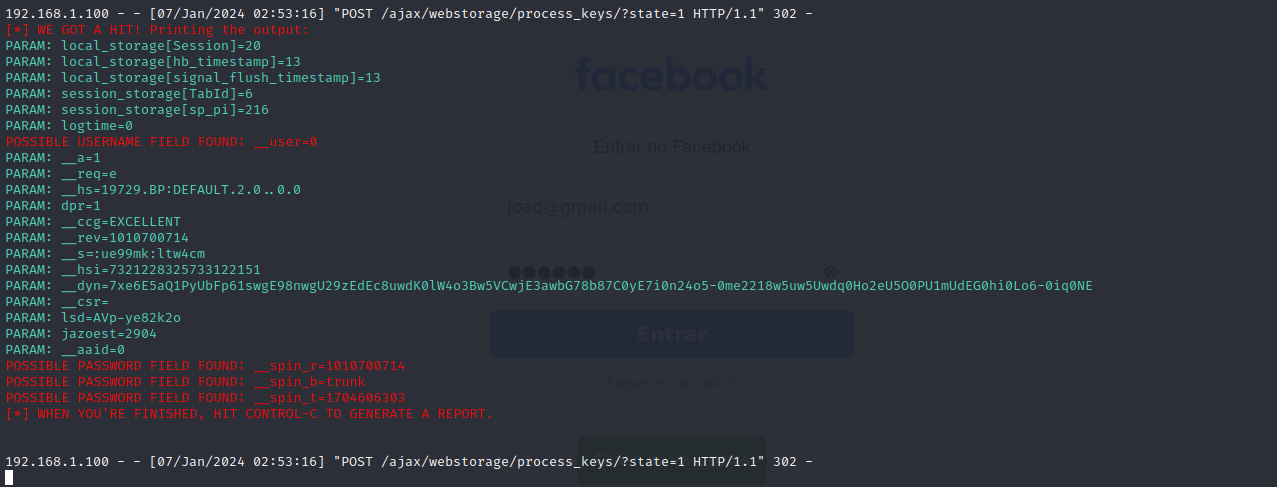 192.168.1.100 - - [07/Jan/2024 02:53:16] "POST /ajax/webstorage/process_keys/?state=1 HTTP/1.1" 302 -
[*] WE GOT A HIT! Printing the output:
PARAM: local_storage[Session]=20
PARAM: local_storage[hb_timestamp]=13
PARAM: local_storage[signal_flush_timestamp]=13
PARAM: session_storage[TabId]=6
PARAM: session_storage[sp_pi]=216
PARAM: logtime=0
POSSIBLE USERNAME FIELD FOUND: __user=0
PARAM: __a=1
PARAM: __req=e
PARAM: __hs=19729.BP:DEFAULT.2.0..0.0
PARAM: dpr=1
PARAM: __ccg=EXCELLENT
PARAM: __rev=1010700714
PARAM: __s=:ue99mk:ltw4cm
PARAM: __hsi=7321228325733122151
PARAM: __dyn=7xe6E5aQ1PyUbFp61swgE98nwgU29zEdEc8uwdK0lW4o3Bw5VCwjE3awbG78b87C0yE7i0n24o5-0me2218w5uw5Uwdq0Ho2eU5O0PU1mUdEG0hi0Lo6-0iq0NE
PARAM: __csr=
PARAM: lsd=AVp-ye82k2o
PARAM: jazoest=2904
PARAM: __aaid=0
POSSIBLE PASSWORD FIELD FOUND: __spin_r=1010700714
POSSIBLE PASSWORD FIELD FOUND: __spin_b=trunk
POSSIBLE PASSWORD FIELD FOUND: __spin_t=1704606303
[*] WHEN YOU'RE FINISHED, HIT CONTROL-C TO GENERATE A REPORT.
192.168.1.100 - - [07/Jan/2024 02:53:16] "POST /ajax/webstorage/process_keys/?state=1 HTTP/1.1" 302 -
facebook
Entrar no Facebook
joao@gmail.com
●●●●●●
Entrar
Esqueceu a conta?